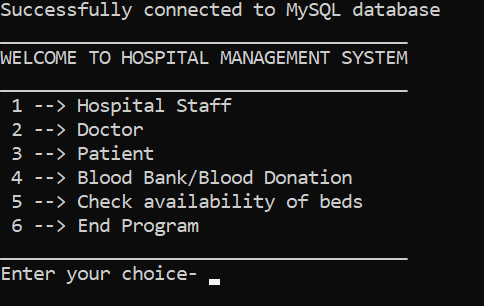 Successfully connected to MySQL database
WELCOME TO HOSPITAL MANAGEMENT SYSTEM
1 --> Hospital Staff
2 --> Doctor
3 --> Patient
4 --> Blood Bank/Blood Donation
5 --> Check availability of beds
6 --> End Program
Enter your choice-